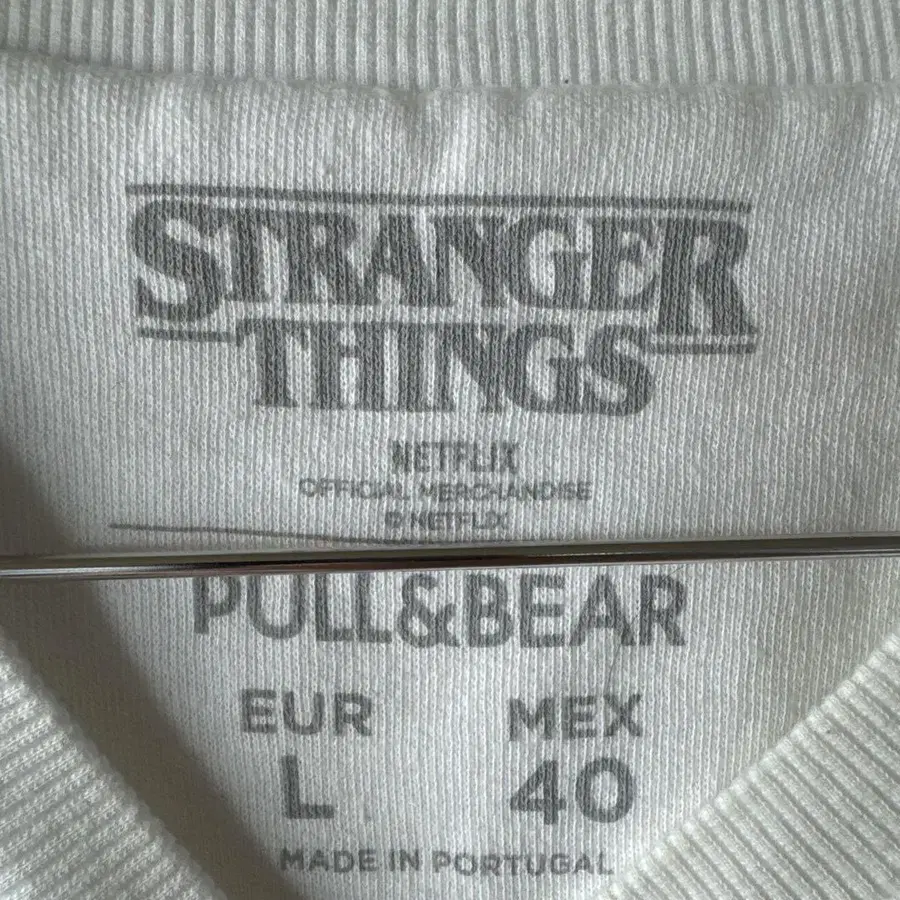 STRANGER
THINGS
NETFLIX
OFFICIAL MERCHANDISE
© NETFLIX
PULL&BEAR
EUR MEX
L 40
MADE IN PORTUGAL